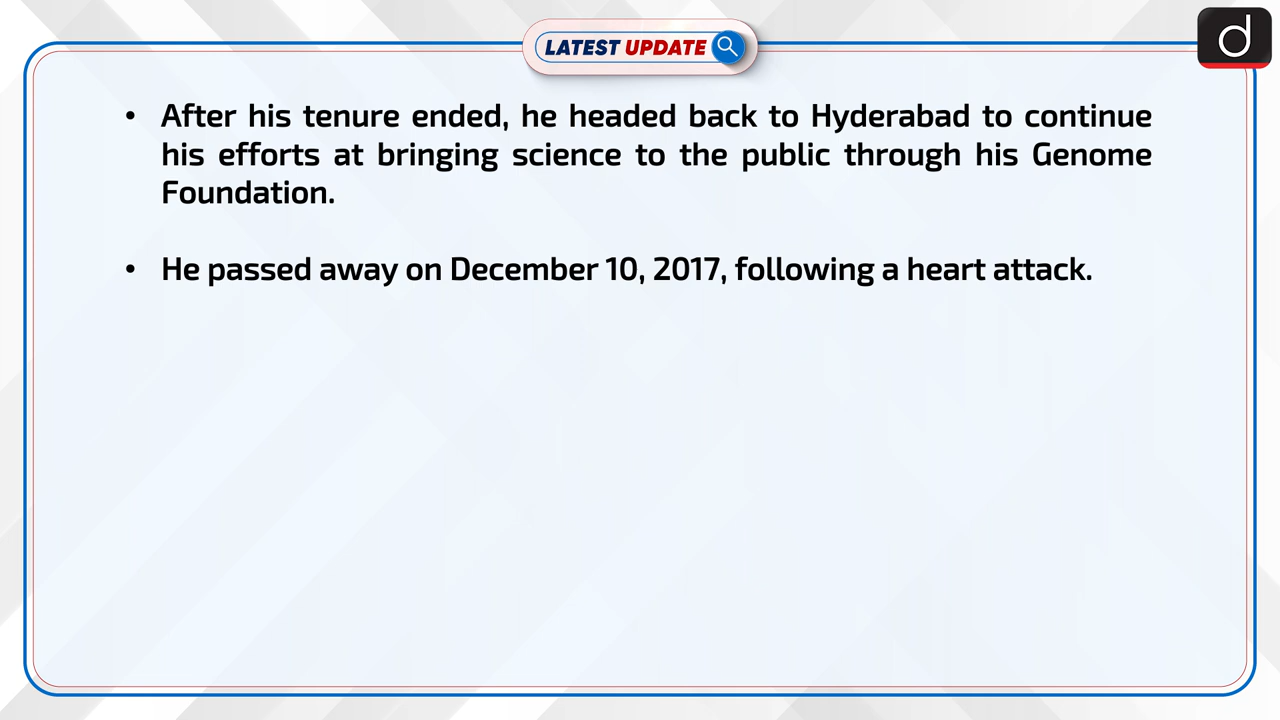 LATEST UPDATE
d
• After his tenure ended, he headed back to Hyderabad to continue
his efforts at bringing science to the public through his Genome
Foundation.
• He passed away on December 10, 2017, following a heart attack.